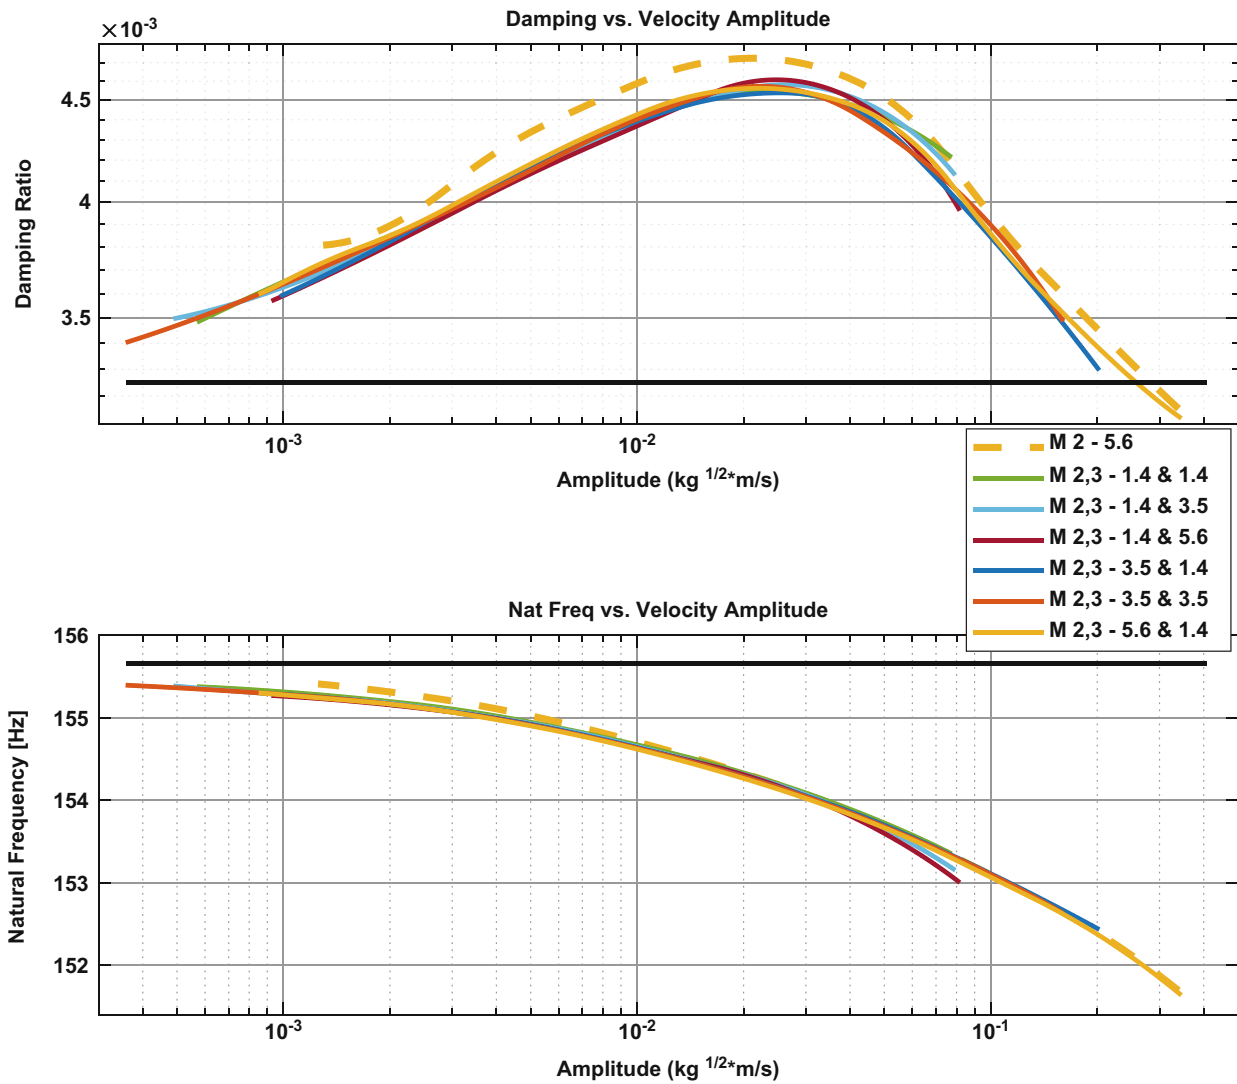 Damping vs. Velocity Amplitude
×10-3
4.5
4
3.5
Damping Ratio
10-3 10-2 10-1
Amplitude (kg 1/2*m/s)
M 2 - 5.6
M 2,3 - 1.4 & 1.4
M 2,3 - 1.4 & 3.5
M 2,3 - 1.4 & 5.6
M 2,3 - 3.5 & 1.4
M 2,3 - 3.5 & 3.5
M 2,3 - 5.6 & 1.4
Nat Freq vs. Velocity Amplitude
156
155
154
153
152
Natural Frequency [Hz]
10-3 10-2 10-1
Amplitude (kg 1/2*m/s)